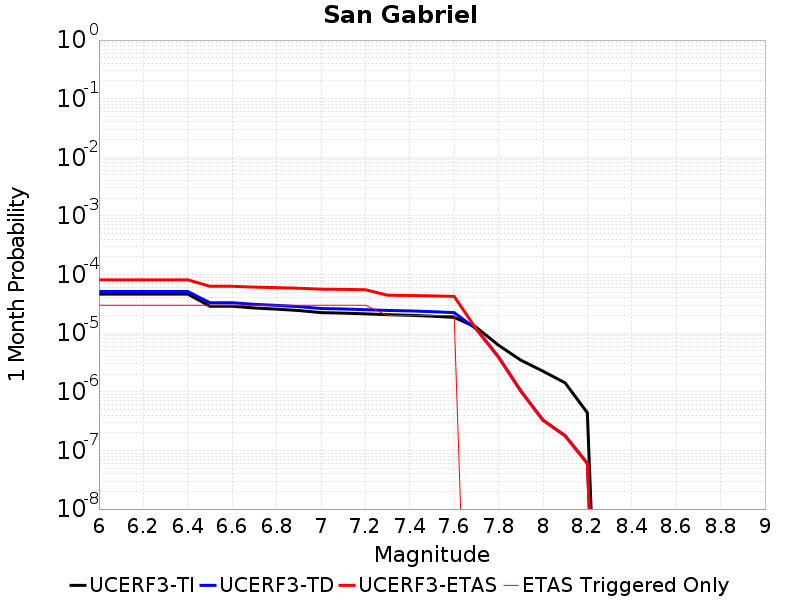 San Gabriel
1 Month Probability
10^0
10^-1
10^-2
10^-3
10^-4
10^-5
10^-6
10^-7
10^-8
6 6.2 6.4 6.6 6.8 7 7.2 7.4 7.6 7.8 8 8.2 8.4 8.6 8.8 9
Magnitude
UCERF3-TI UCERF3-TD UCERF3-ETAS ETAS Triggered Only